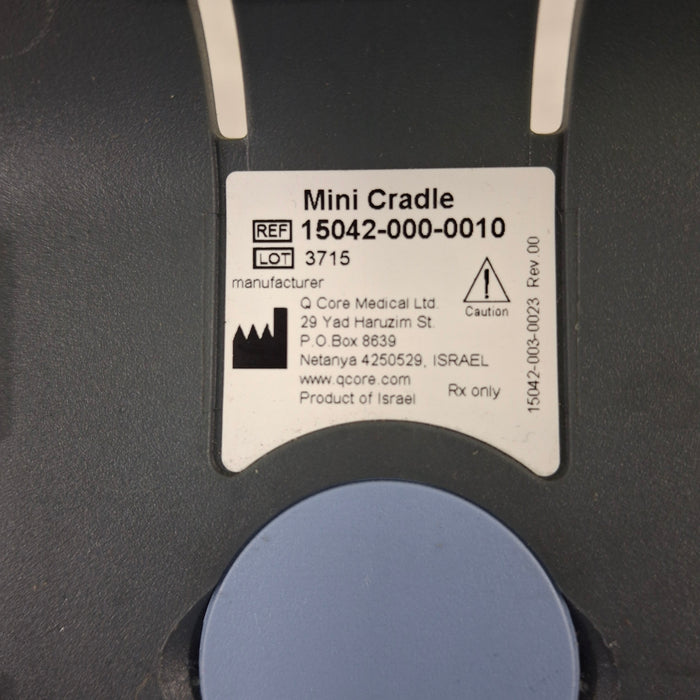 Mini Cradle
REF 15042-000-0010
LOT 3715
manufacturer
Q Core Medical Ltd.
29 Yad Haruzim St.
P.O.Box 8639
Netanya 4250529, ISRAEL
www.qcore.com
Product of Israel
Caution
Rx only
15042-003-0023 Rev.00